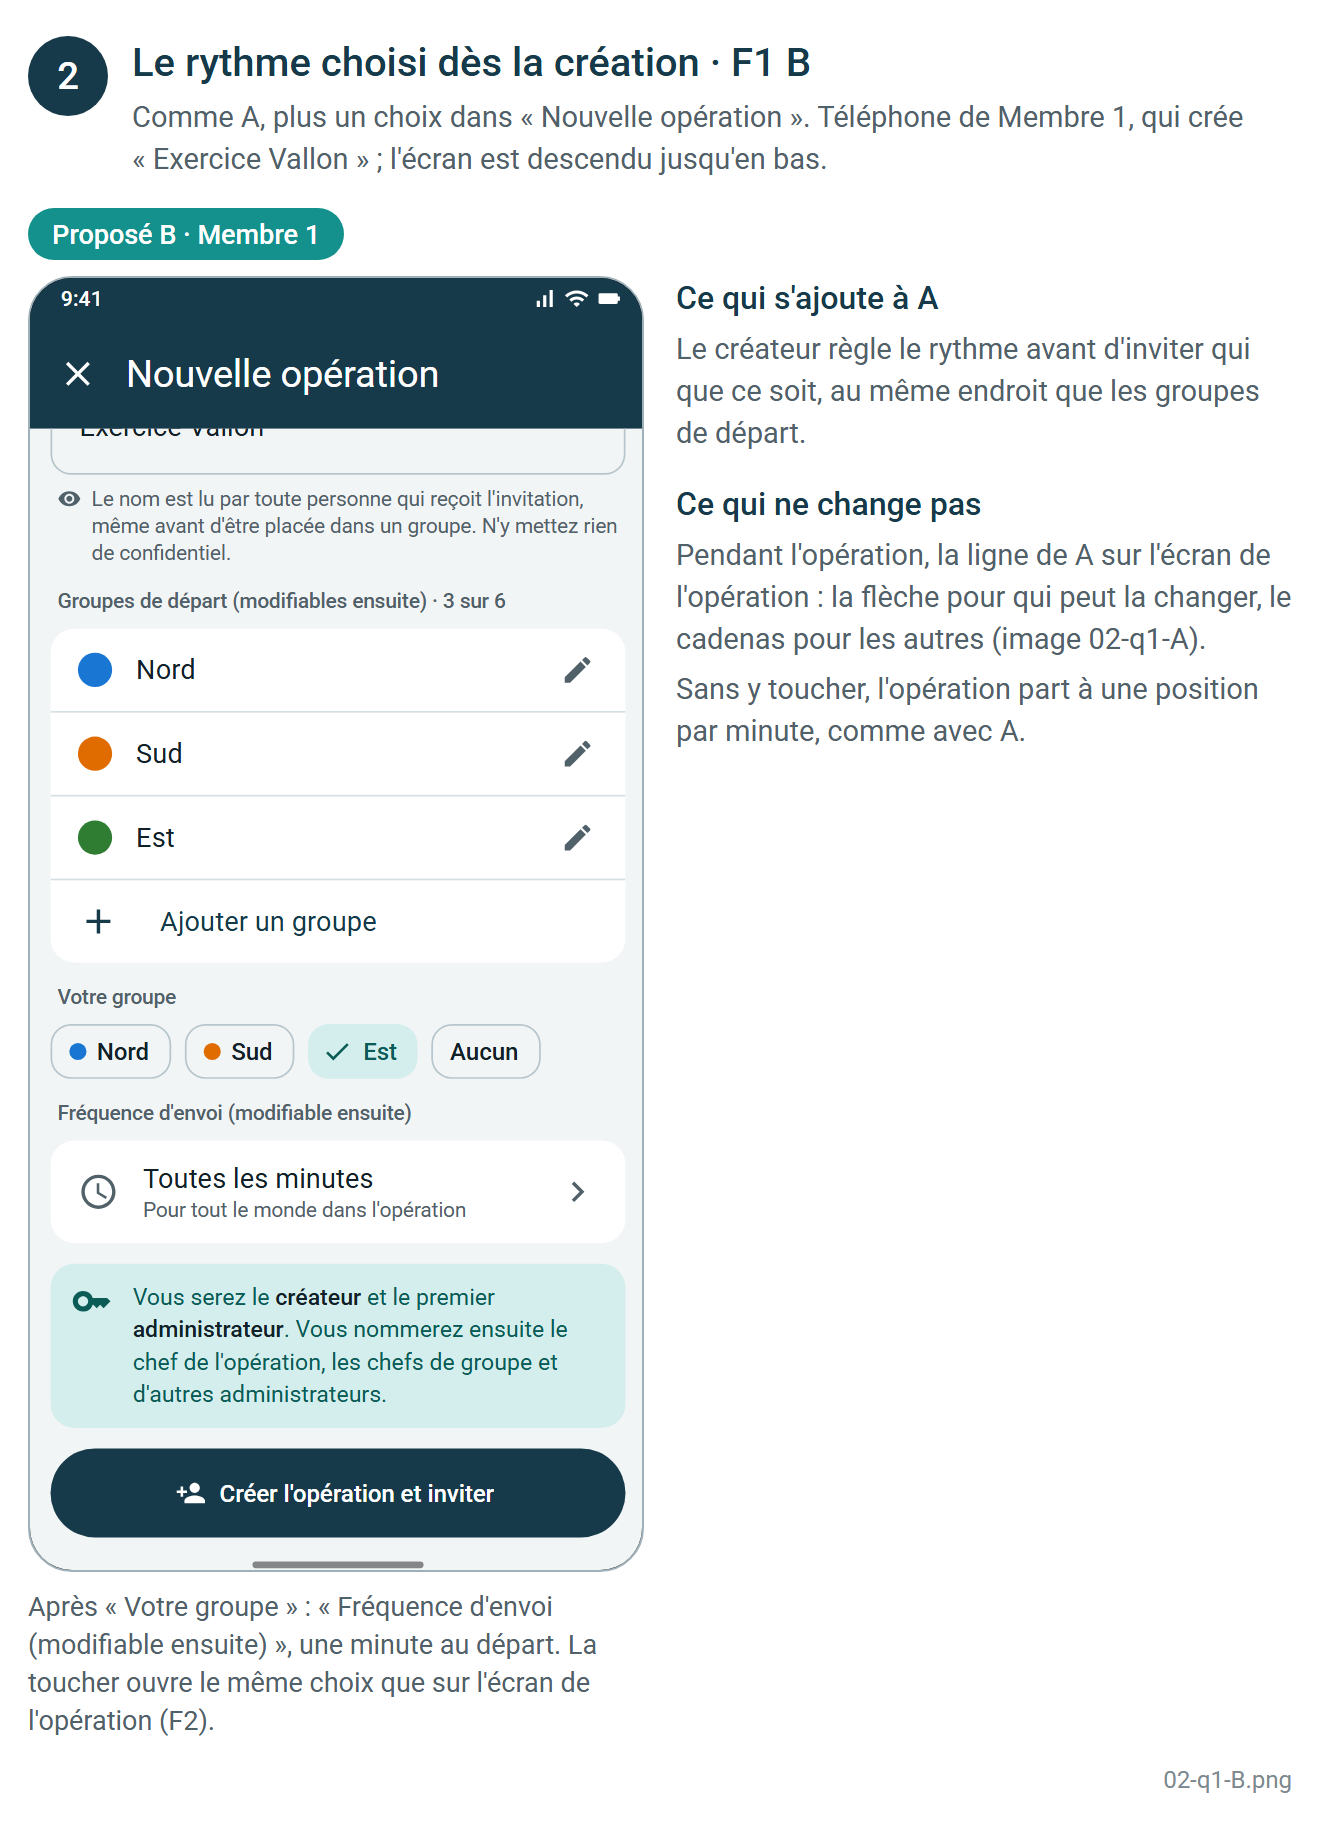 2
Le rythme choisi dès la création · F1 B
Comme A, plus un choix dans « Nouvelle opération ». Téléphone de Membre 1, qui crée
« Exercice Vallon » ; l'écran est descendu jusqu'en bas.
Proposé B · Membre 1
9:41
Nouvelle opération
Exercice Vallon
Le nom est lu par toute personne qui reçoit l'invitation,
même avant d'être placée dans un groupe. N'y mettez rien
de confidentiel.
Groupes de départ (modifiables ensuite) · 3 sur 6
Nord
Sud
Est
Ajouter un groupe
Votre groupe
Nord
Sud
Est
Aucun
Fréquence d'envoi (modifiable ensuite)
Toutes les minutes
Pour tout le monde dans l'opération
Vous serez le créateur et le premier
administrateur. Vous nommerez ensuite le
chef de l'opération, les chefs de groupe et
d'autres administrateurs.
Créer l'opération et inviter
Après « Votre groupe » : « Fréquence d'envoi
(modifiable ensuite) », une minute au départ. La
toucher ouvre le même choix que sur l'écran de
l'opération (F2).
Ce qui s'ajoute à A
Le créateur règle le rythme avant d'inviter qui
que ce soit, au même endroit que les groupes
de départ.
Ce qui ne change pas
Pendant l'opération, la ligne de A sur l'écran de
l'opération : la flèche pour qui peut la changer, le
cadenas pour les autres (image 02-q1-A).
Sans y toucher, l'opération part à une position
par minute, comme avec A.
02-q1-B.png